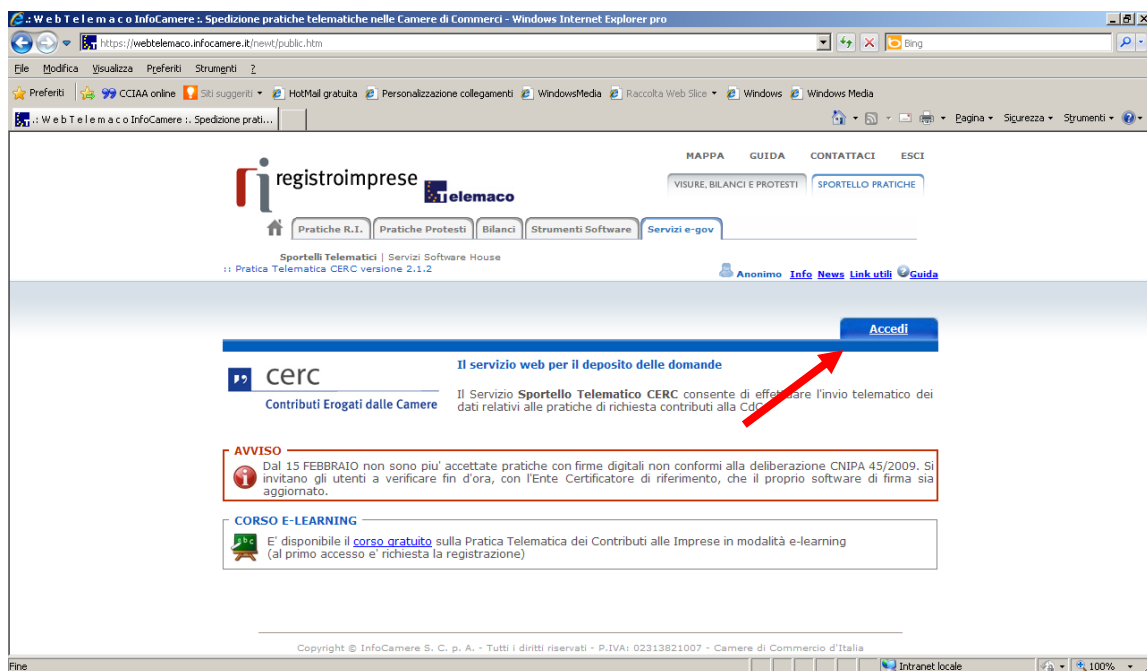 .: W e b T e l e m a c o InfoCamere :. Spedizione pratiche telematiche nelle Camere di Commerci - Windows Internet Explorer pro
https://webtelemaco.infocamere.it/newt/public.htm
Bing
File Modifica Visualizza Preferiti Strumenti ?
Preferiti CCIAA online Siti suggeriti HotMail gratuita Personalizzazione collegamenti WindowsMedia Raccolta Web Slice Windows Windows Media
.: W e b T e l e m a c o InfoCamere :. Spedizione prati...
Pagina Sicurezza Strumenti
MAPPA GUIDA CONTATTACI ESCI
registroimprese Telemaco
VISURE, BILANCI E PROTESTI SPORTELLO PRATICHE
Pratiche R.I. Pratiche Protesti Bilanci Strumenti Software Servizi e-gov
Sportelli Telematici | Servizi Software House
:: Pratica Telematica CERC versione 2.1.2
Anonimo Info News Link utili Guida
Accedi
cerc
Contributi Erogati dalle Camere
Il servizio web per il deposito delle domande
Il Servizio Sportello Telematico CERC consente di effettuare l'invio telematico dei
dati relativi alle pratiche di richiesta contributi alla
AVVISO
Dal 15 FEBBRAIO non sono piu' accettate pratiche con firme digitali non conformi alla deliberazione CNIPA 45/2009. Si
invitano gli utenti a verificare fin d'ora, con l'Ente Certificatore di riferimento, che il proprio software di firma sia
aggiornato.
CORSO E-LEARNING
E' disponibile il corso gratuito sulla Pratica Telematica dei Contributi alle Imprese in modalità e-learning
(al primo accesso e' richiesta la registrazione)
Copyright © InfoCamere S. C. p. A. - Tutti i diritti riservati - P.IVA: 02313821007 - Camere di Commercio d'Italia
Fine
Intranet locale
100%